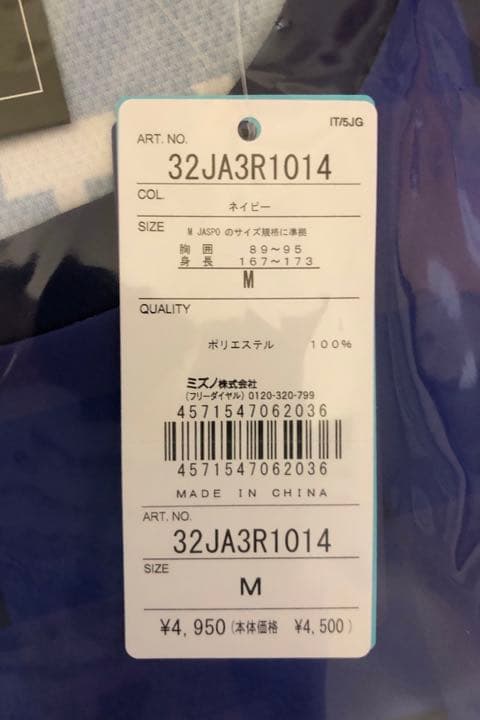 IT/5JG
ART. NO.
32JA3R1014
COL.
ネイビー
SIZE
M JASPO のサイズ規格に準拠
胸 囲 89~95
身 長 167~173
M
QUALITY
ポリエステル 100%
ミズノ株式会社
(フリーダイヤル) 0120-320-799
4571547062036
4571547062036
MADE IN CHINA
ART. NO.
32JA3R1014
SIZE
M
¥4,950 (本体価格 ¥4,500)